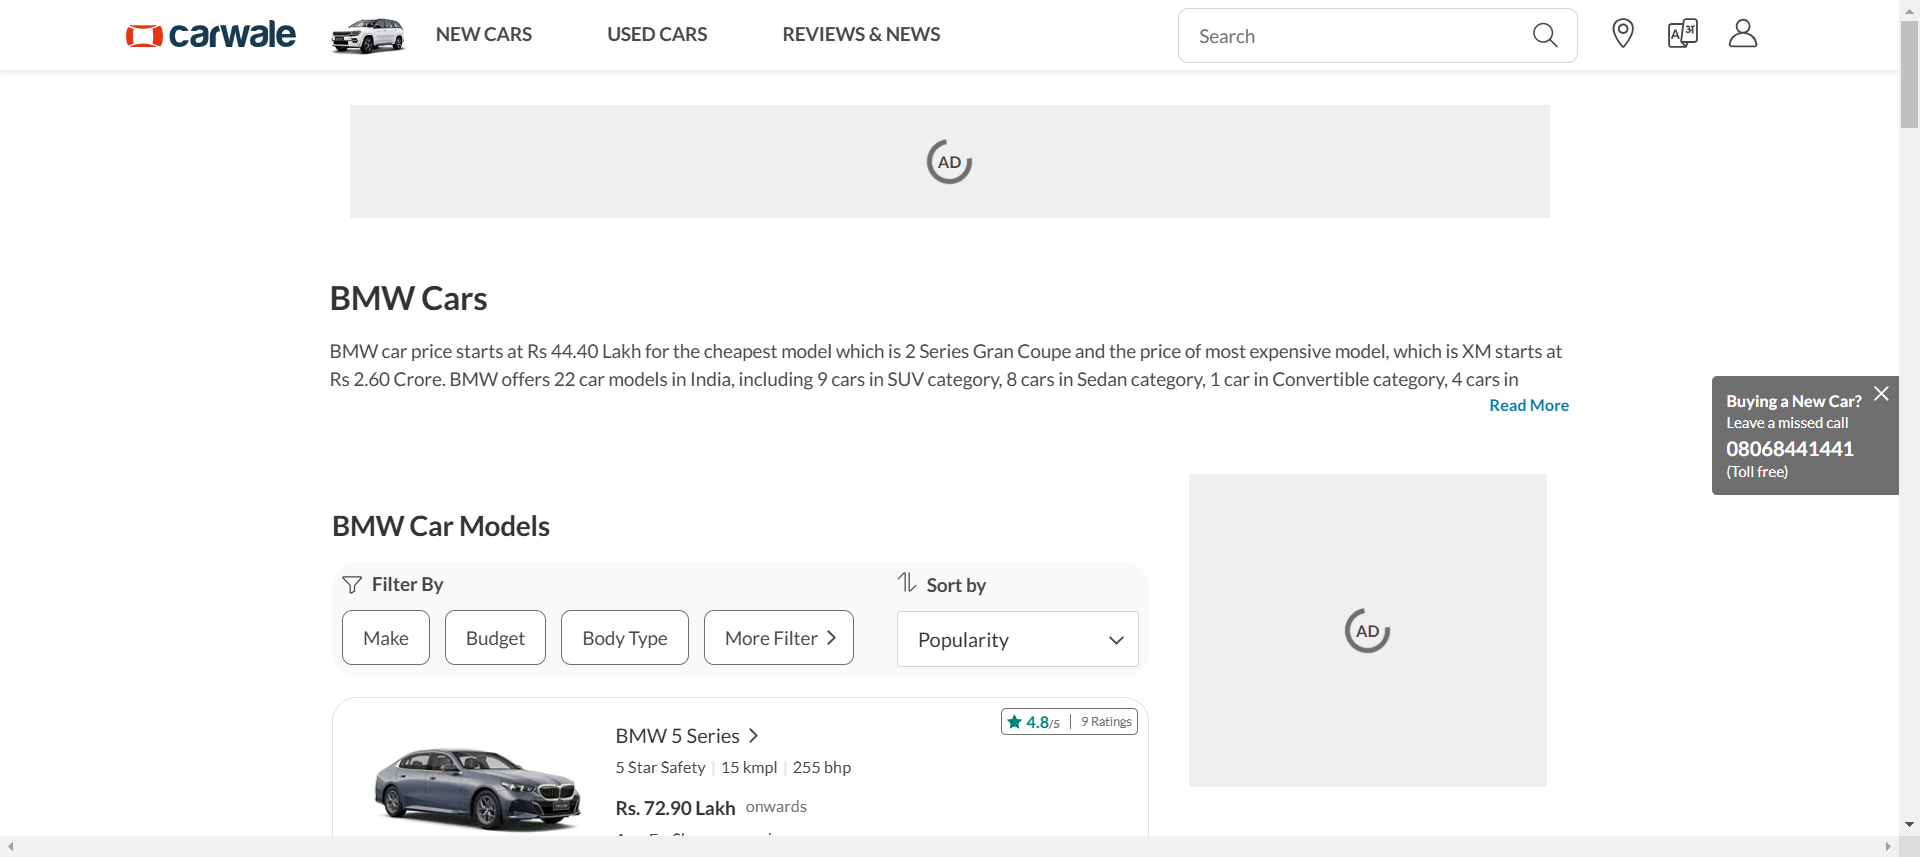 carwale
NEW CARS
USED CARS
REVIEWS & NEWS
Search
A अ
AD
BMW Cars
BMW car price starts at Rs 44.40 Lakh for the cheapest model which is 2 Series Gran Coupe and the price of most expensive model, which is XM starts at
Rs 2.60 Crore. BMW offers 22 car models in India, including 9 cars in SUV category, 8 cars in Sedan category, 1 car in Convertible category, 4 cars in
Read More
Buying a New Car?
Leave a missed call
08068441441
(Toll free)
BMW Car Models
Filter By
Sort by
Make
Budget
Body Type
More Filter
Popularity
AD
4.8/5 | 9 Ratings
BMW 5 Series
5 Star Safety | 15 kmpl | 255 bhp
Rs. 72.90 Lakh onwards